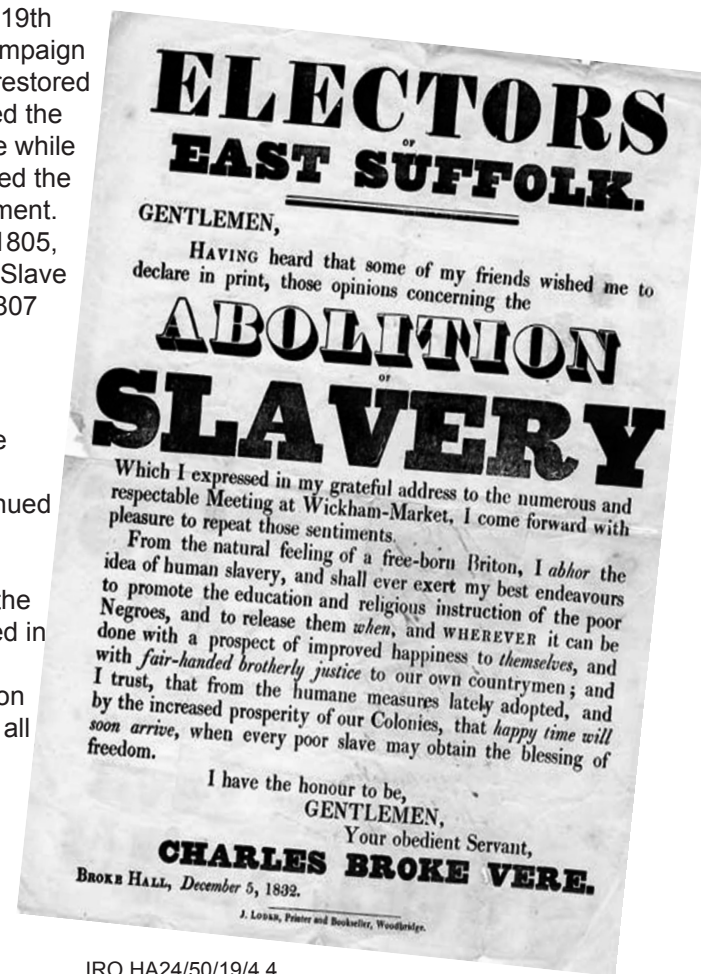 19th
mpaign
restored
ed the
e while
ed the
ment.
1805,
Slave
807
e
nued
the
ed in
on
all
ELECTORS
OF
EAST SUFFOLK.
GENTLEMEN,
HAVING heard that some of my friends wished me to
declare in print, those opinions concerning the
ABOLITION
OF
SLAVERY
Which I expressed in my grateful address to the numerous and
respectable Meeting at Wickham-Market, I come forward with
pleasure to repeat those sentiments.
From the natural feeling of a free-born Briton, I abhor the
idea of human slavery, and shall ever exert my best endeavours
to promote the education and religious instruction of the poor
Negroes, and to release them when, and WHEREVER it can be
done with a prospect of improved happiness to themselves, and
with fair-handed brotherly justice to our own countrymen; and
I trust, that from the humane measures lately adopted, and
by the increased prosperity of our Colonies, that happy time will
soon arrive, when every poor slave may obtain the blessing of
freedom.
I have the honour to be,
GENTLEMEN,
Your obedient Servant,
CHARLES BROKE VERE.
BROKE HALL, December 5, 1832.
J. LODER, Printer and Bookseller, Woodbridge.
IRO HA24/50/19/4.4